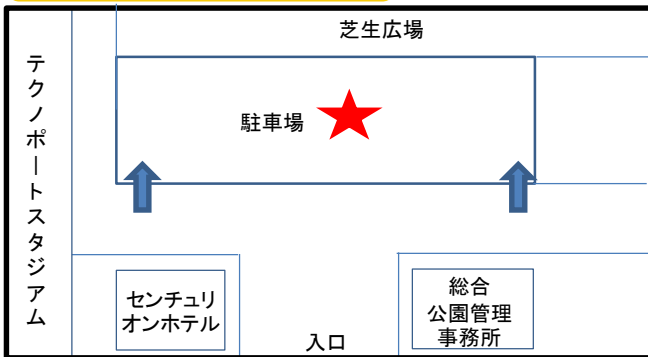 芝生広場
テクノポートスタジアム
駐車場
センチュリ
オンホテル
総合
公園管理
事務所
入口